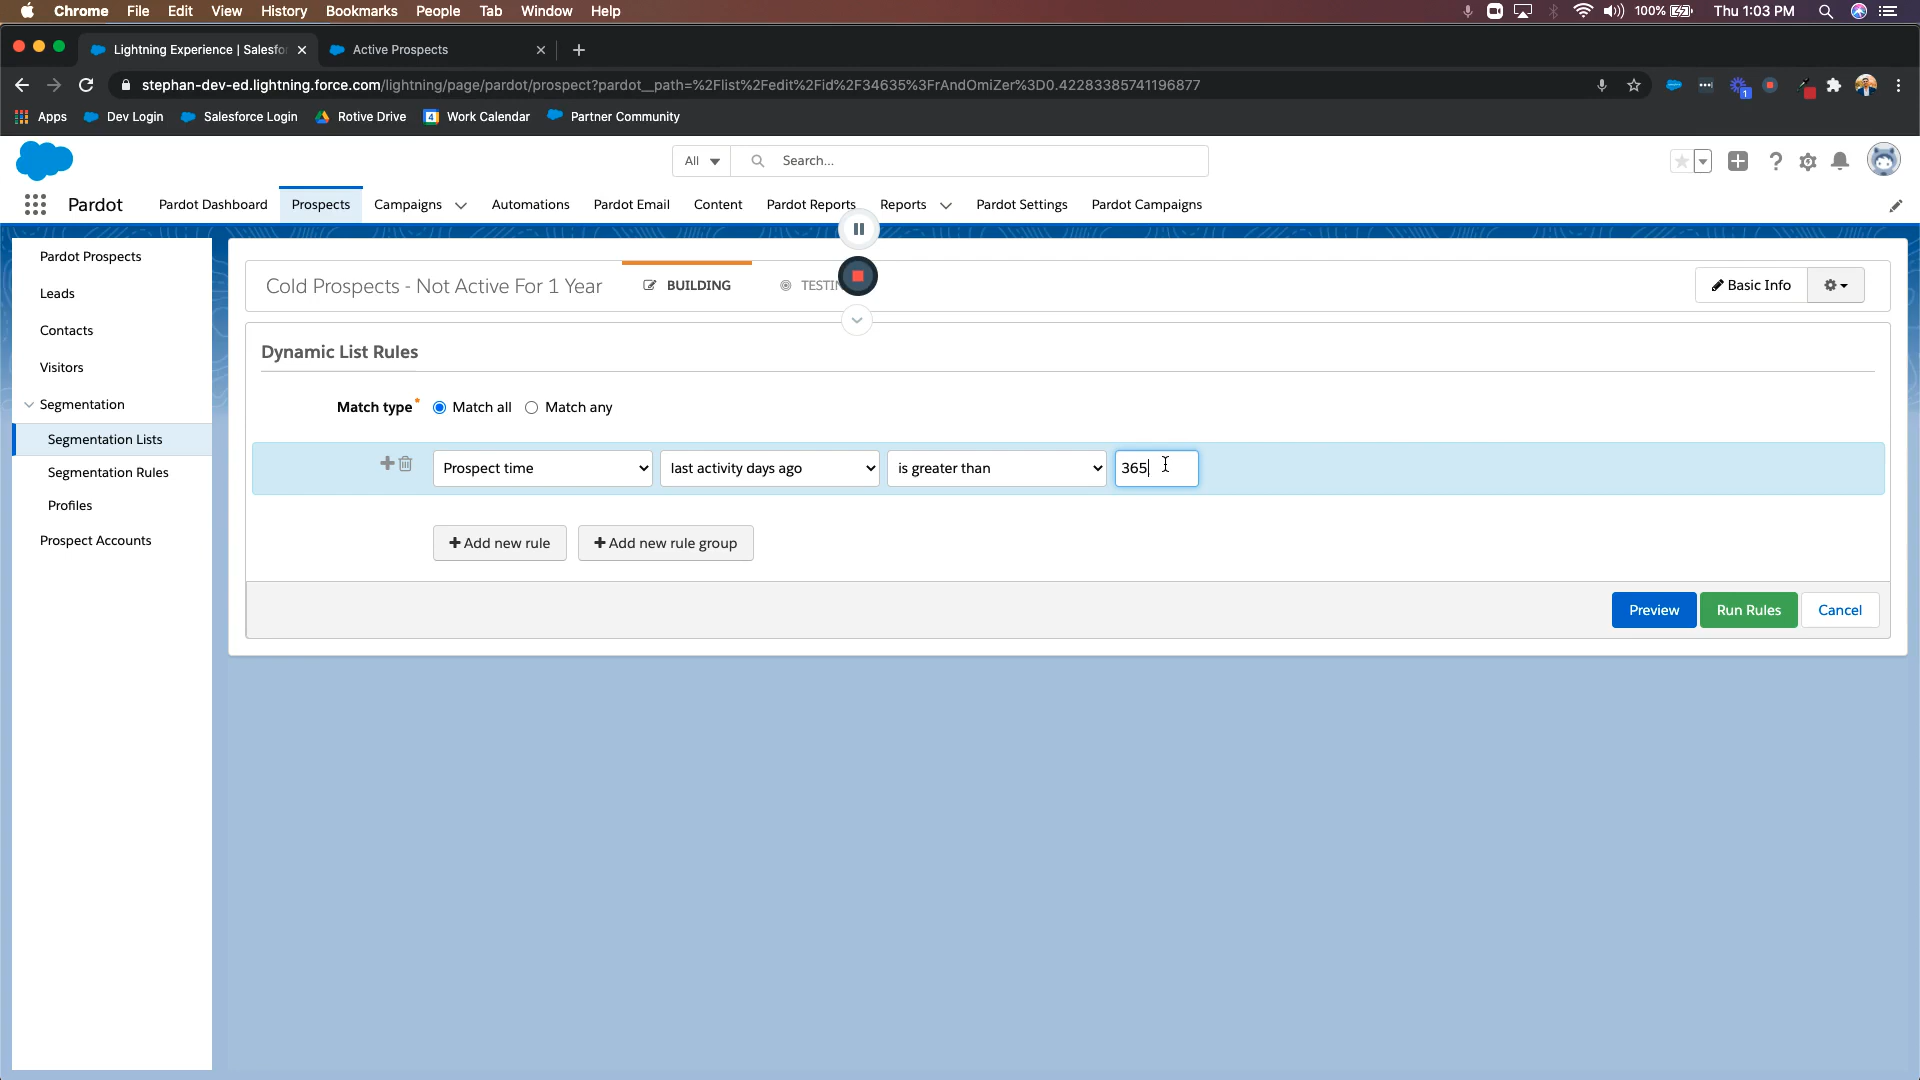 Chrome File Edit View History Bookmarks People Tab Window Help 100% Thu 1:03 PM
Lightning Experience | Salesfo Active Prospects
stephan-dev-ed.lightning.force.com/lightning/page/pardot/prospect?pardot__path=%2Flist%2Fedit%2Fid%2F34635%3FrAndOmiZer%3D0.42283385741196877
1
Apps Dev Login Salesforce Login Rotive Drive 4 Work Calendar Partner Community
All Search...
Pardot Pardot Dashboard Prospects Campaigns Automations Pardot Email Content Pardot Reports Reports Pardot Settings Pardot Campaigns
Pardot Prospects
Leads
Contacts
Visitors
Segmentation
Segmentation Lists
Segmentation Rules
Profiles
Prospect Accounts
Cold Prospects - Not Active For 1 Year BUILDING TESTIN Basic Info
Dynamic List Rules
Match type* Match all Match any
Prospect time last activity days ago is greater than 365
Add new rule Add new rule group
Preview Run Rules Cancel